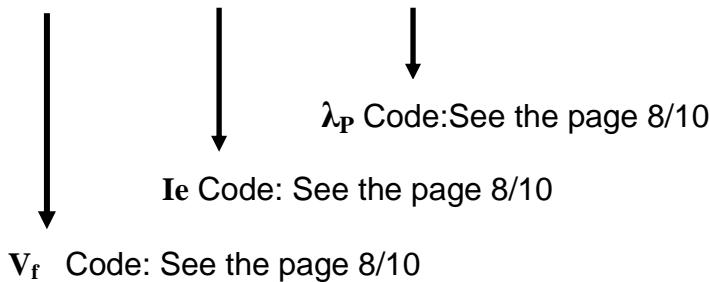 λP Code:See the page 8/10
Ie Code: See the page 8/10
Vf Code: See the page 8/10